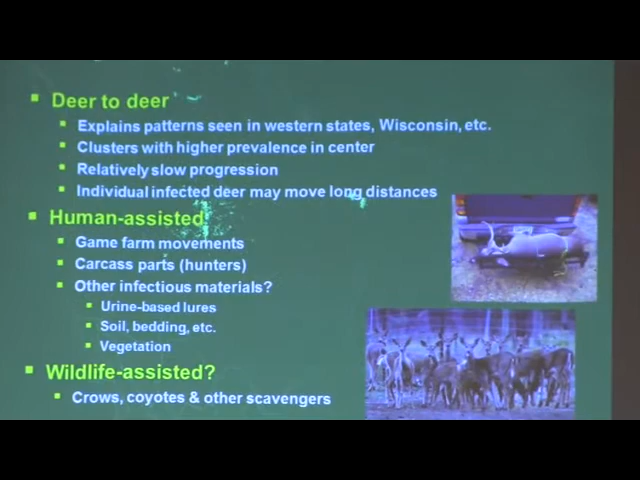 Deer to deer
Explains patterns seen in western states, Wisconsin, etc.
Clusters with higher prevalence in center
Relatively slow progression
Individual infected deer may move long distances
Human-assisted
Game farm movements
Carcass parts (hunters)
Other infectious materials?
Urine-based lures
Soil, bedding, etc.
Vegetation
Wildlife-assisted?
Crows, coyotes & other scavengers